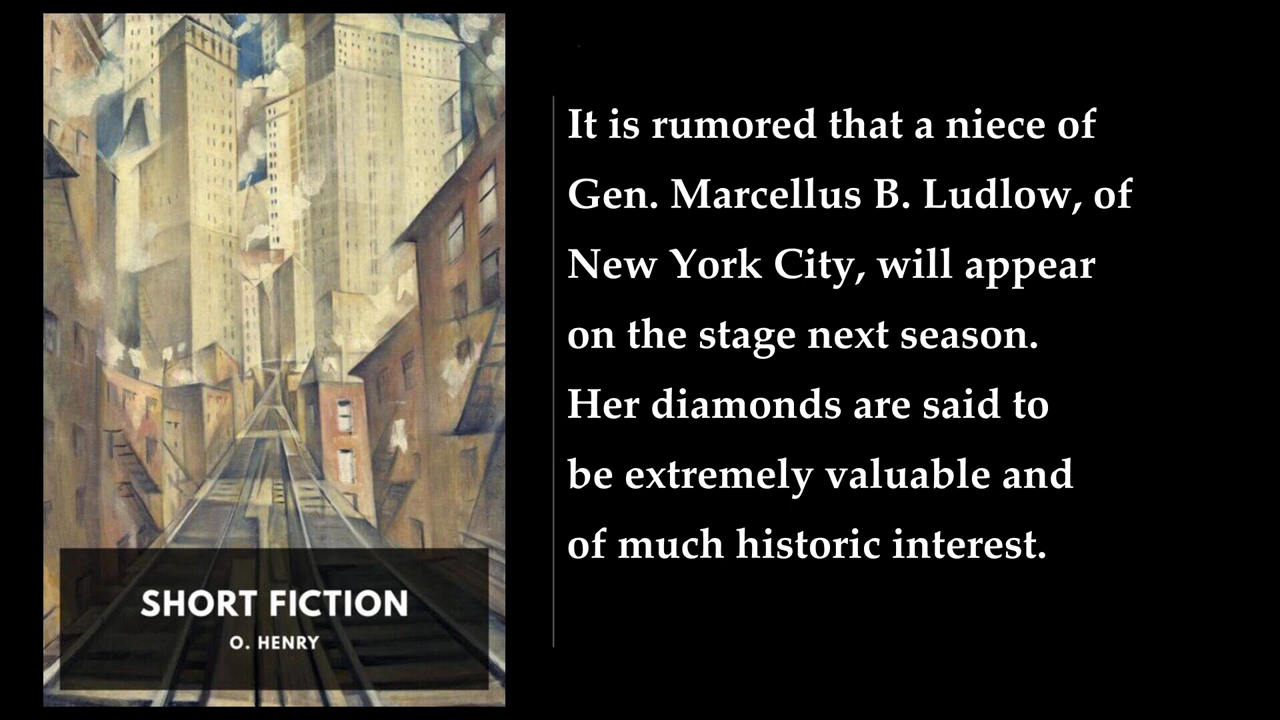 It is rumored that a niece of
Gen. Marcellus B. Ludlow, of
New York City, will appear
on the stage next season.
Her diamonds are said to
be extremely valuable and
of much historic interest.
SHORT FICTION
O. HENRY